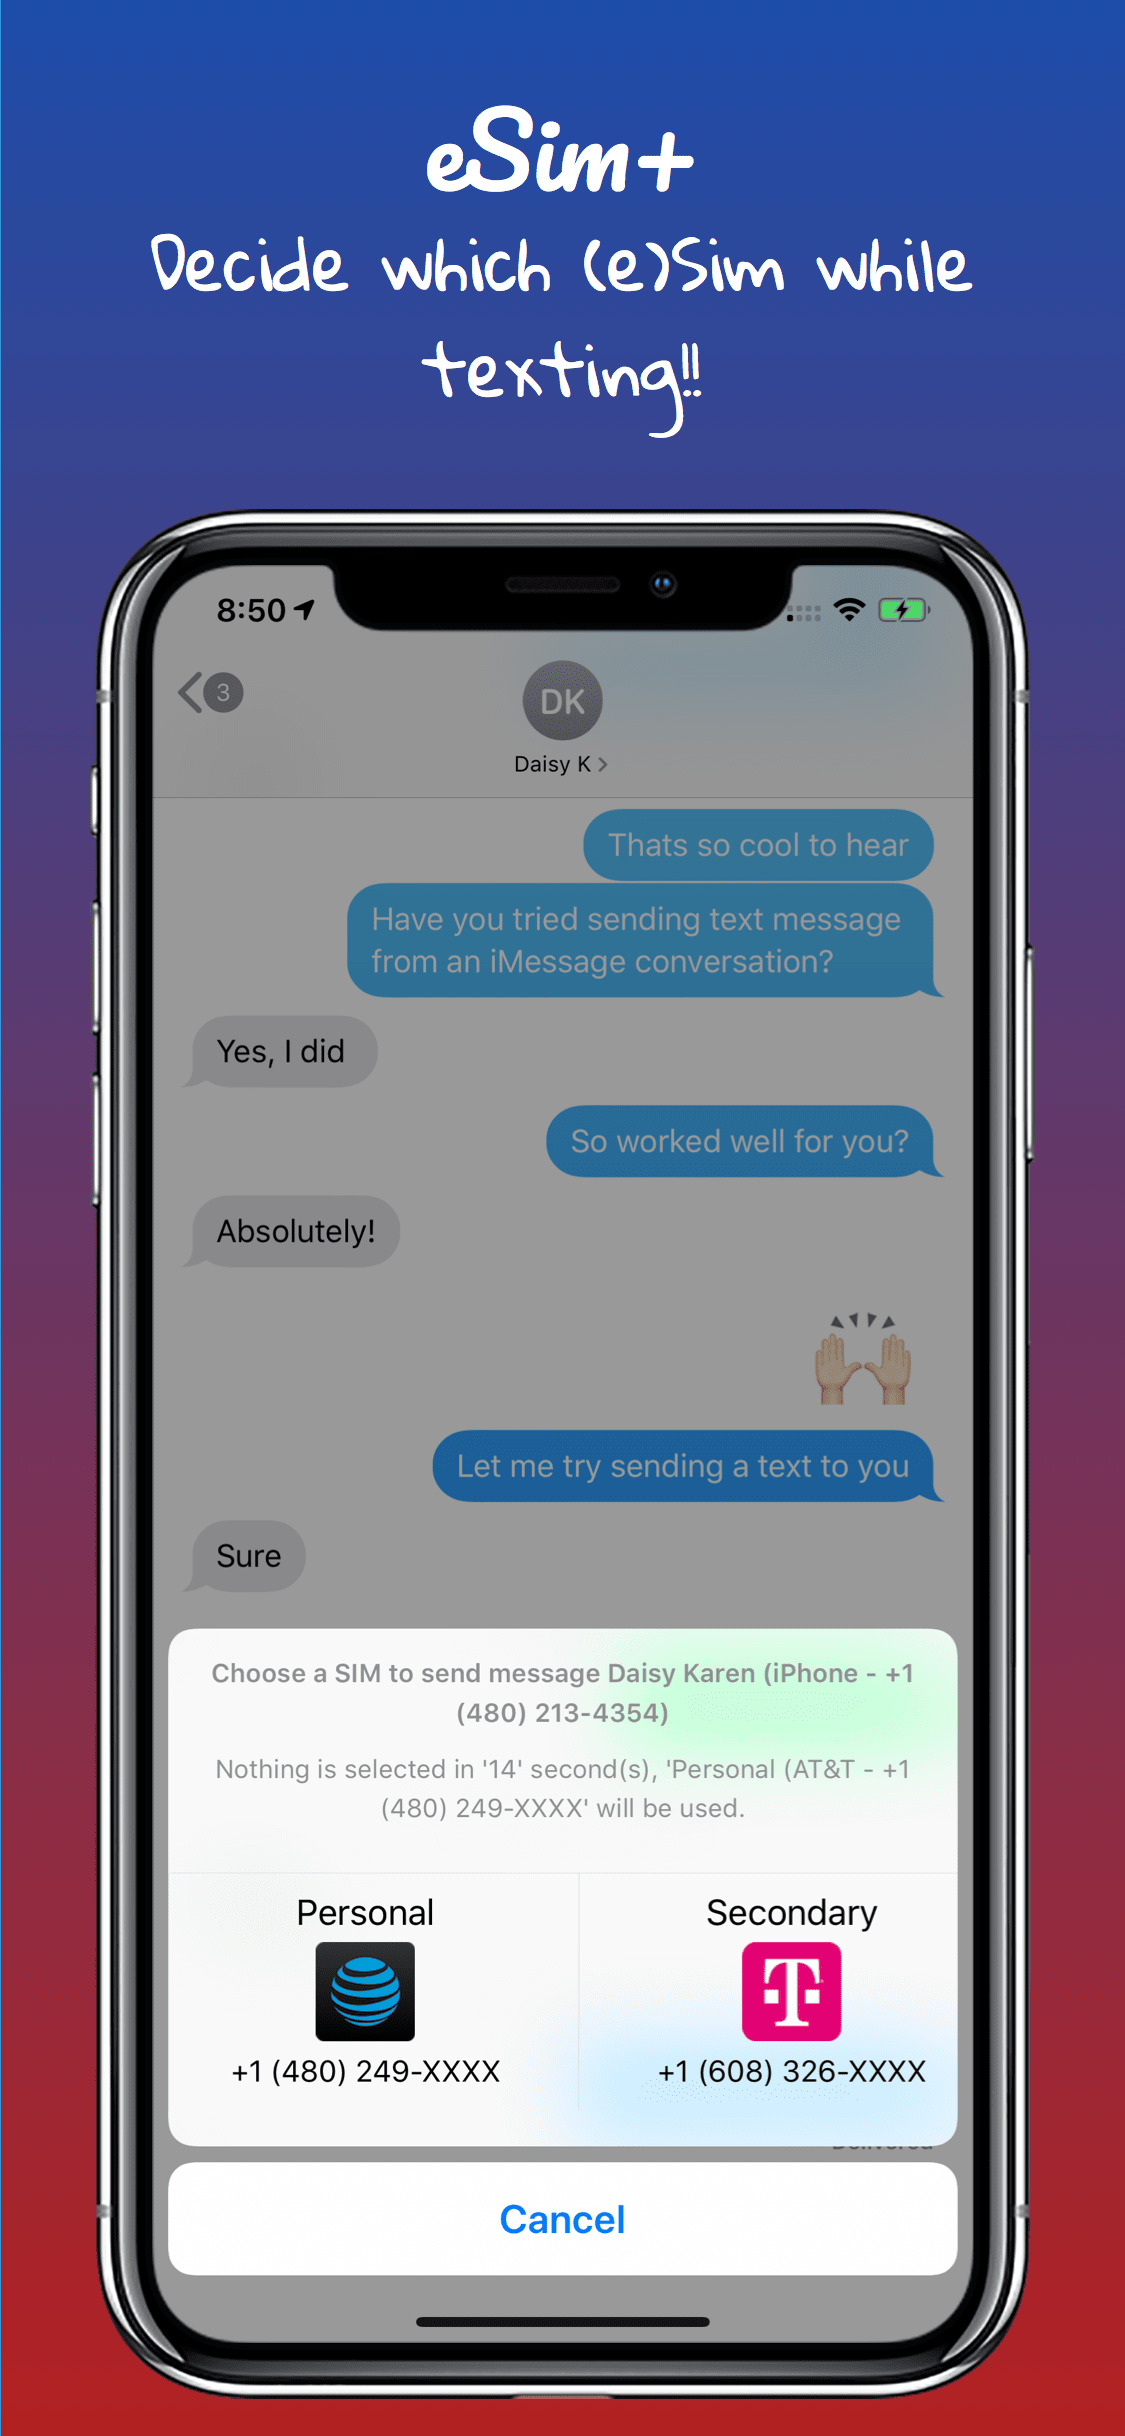 eSim+
Decide which (e)Sim while
texting!!
8:50
3
DK
Daisy K
Thats so cool to hear
Have you tried sending text message
from an iMessage conversation?
Yes, I did
So worked well for you?
Absolutely!
Let me try sending a text to you
Sure
Choose a SIM to send message Daisy Karen (iPhone - +1
(480) 213-4354)
Nothing is selected in '14' second(s), 'Personal (AT&T - +1
(480) 249-XXXX' will be used.
Personal
Secondary
T
+1 (480) 249-XXXX
+1 (608) 326-XXXX
Delivered
Cancel